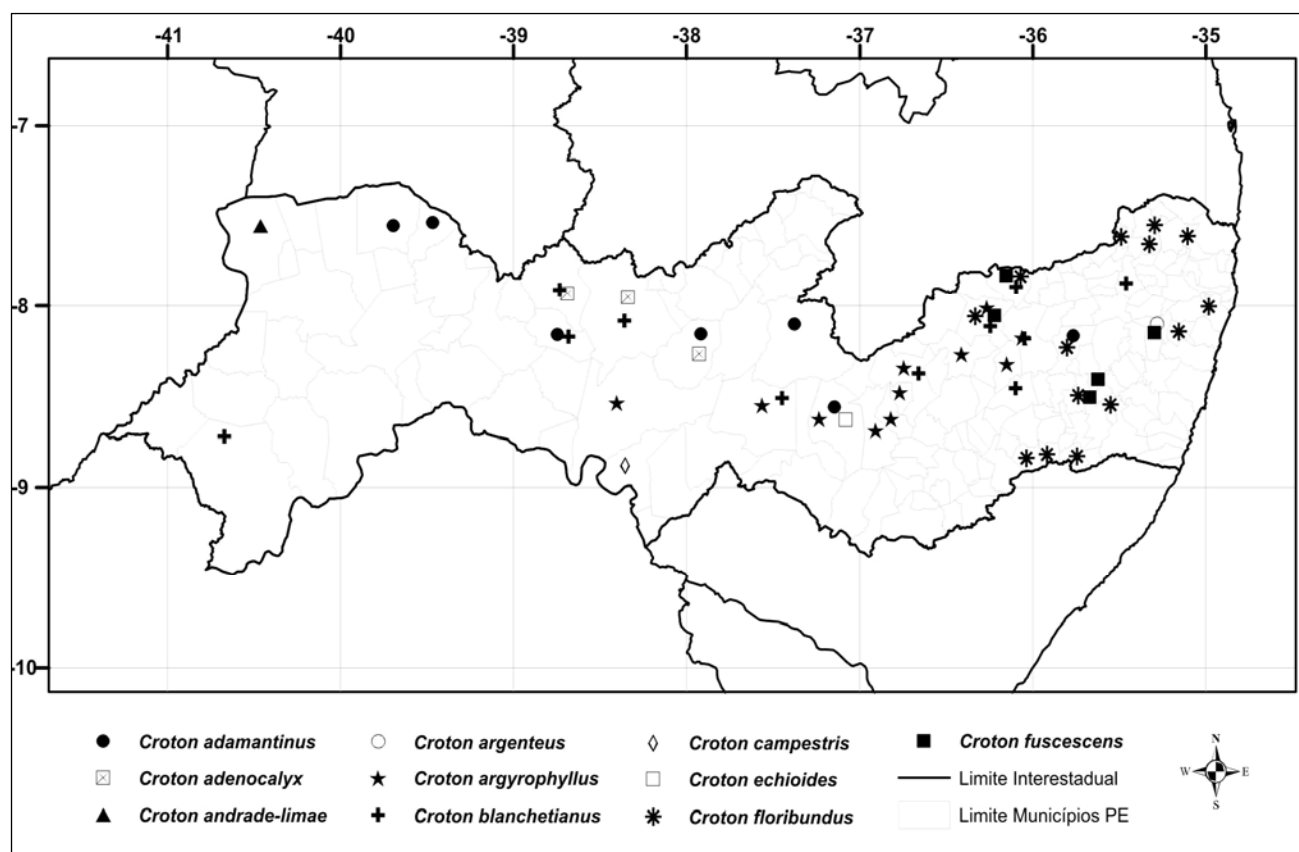 -41 -40 -39 -38 -37 -36 -35
-7
-8
-9
-10
Croton adamantinus
Croton argenteus
Croton campestris
Croton fuscescens
Croton adenocalyx
Croton argyrophyllus
Croton echioides
Limite Interestadual
Croton andrade-limae
Croton blanchetianus
Croton floribundus
Limite Municípios PE
N
W E
S